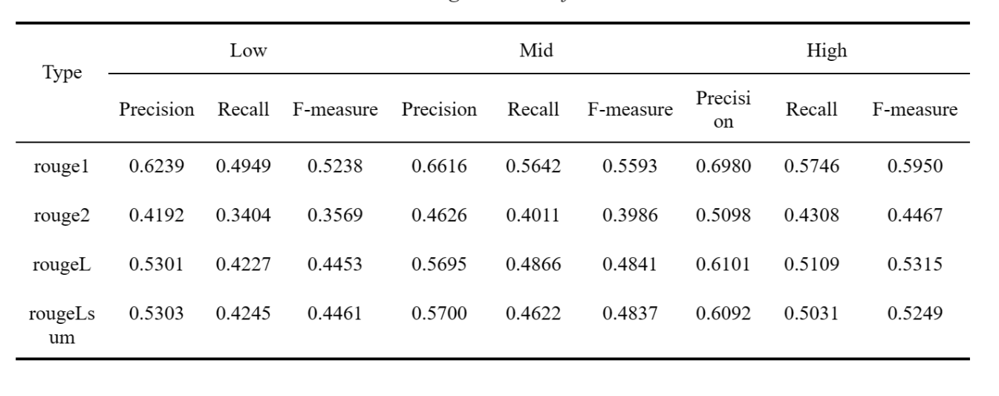 Low Mid High
Type
Precision Recall F-measure Precision Recall F-measure Precisi on Recall F-measure
rouge1 0.6239 0.4949 0.5238 0.6616 0.5642 0.5593 0.6980 0.5746 0.5950
rouge2 0.4192 0.3404 0.3569 0.4626 0.4011 0.3986 0.5098 0.4308 0.4467
rougeL 0.5301 0.4227 0.4453 0.5695 0.4866 0.4841 0.6101 0.5109 0.5315
rougeLs 0.5303 0.4245 0.4461 0.5700 0.4622 0.4837 0.6092 0.5031 0.5249
um